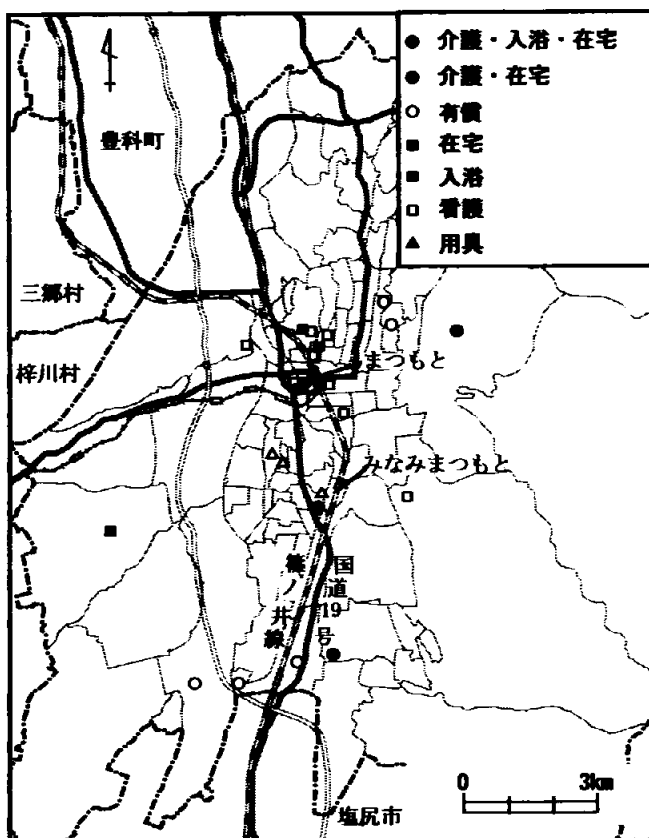 介護・入浴・在宅
介護・在宅
有償
在宅
入浴
看護
用具
豊科町
三郷村
梓川村
まつもと
みなみまつもと
篠ノ井線
国道19号
0 3km
塩尻市